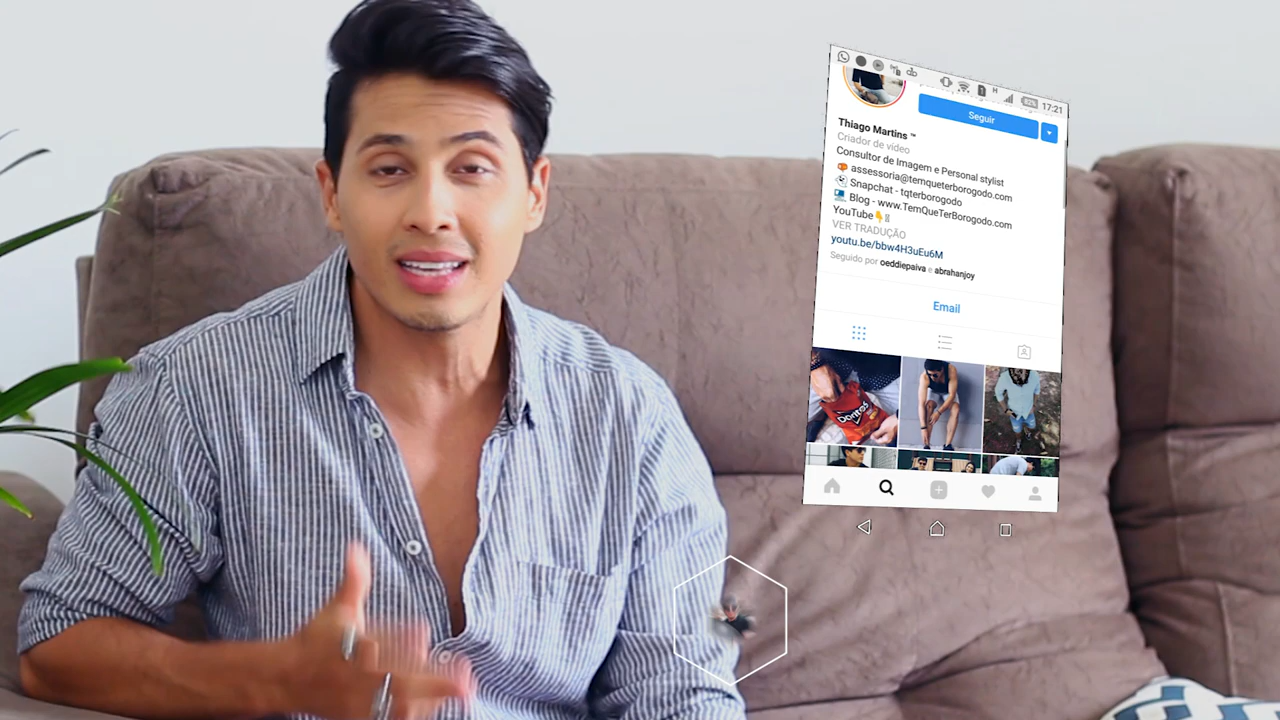 H 82% 17:21
Seguir
Thiago Martins ™
Criador de vídeo
Consultor de Imagem e Personal stylist
assessoria@temqueterborogodo.com
Snapchat - tqterborogodo
Blog - www.TemQueTerBorogodo.com
YouTube👇
VER TRADUÇÃO
youtu.be/bbw4H3uEu6M
Seguido por oeddiepaiva e abrahanjoy
Email
Doritos